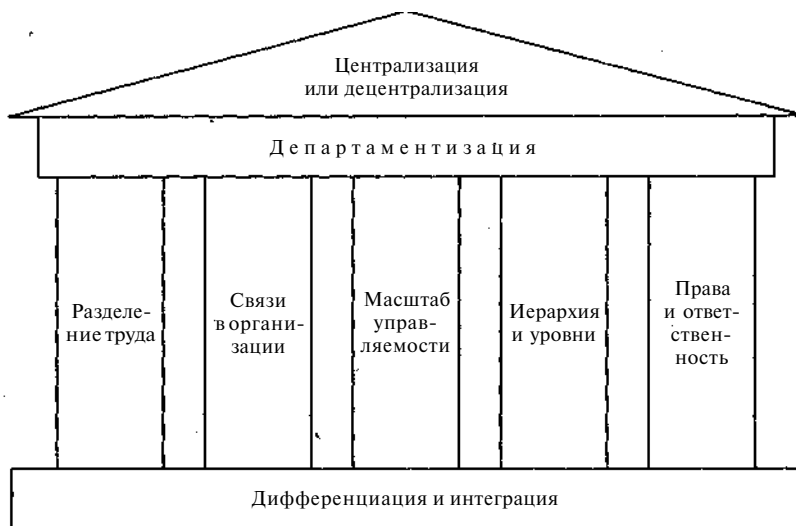 Централизация
или децентрализация
Департаментизация
Разделе-
ние труда
Связи
в органи-
зации
Масштаб
управ-
ляемости
Иерархия
и уровни
Права
и ответ-
ствен-
ность
Дифференциация и интеграция